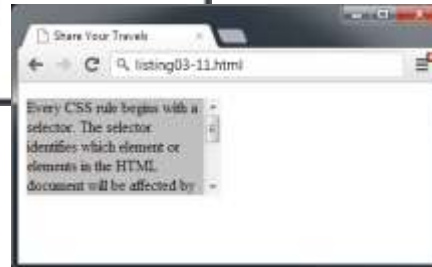 Share Your Travels
listing03-11.html
Every CSS rule begins with a
selector. The selector
identifies which element or
elements in the HTML
document will be affected by